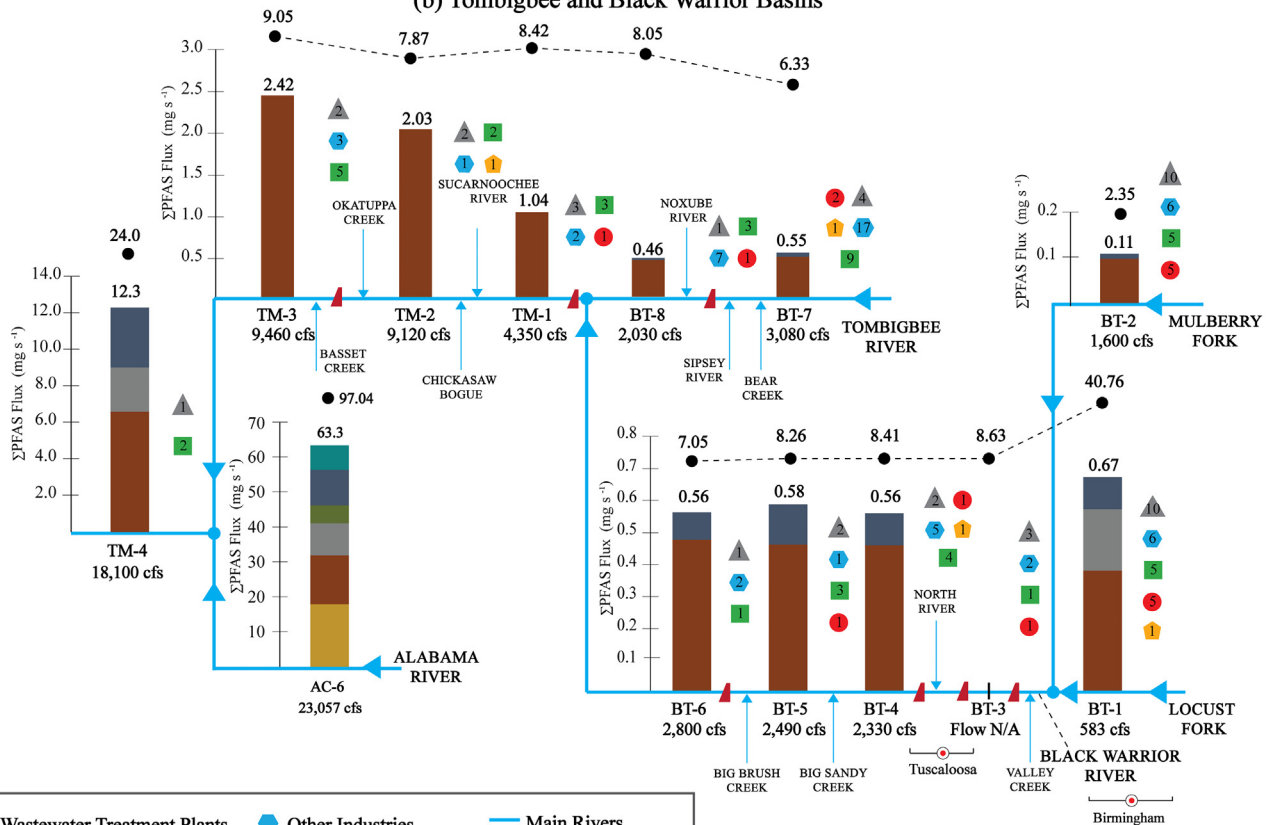 (b) Tombigbee and Black Warrior Basins
9.05
7.87
8.42
8.05
6.33
∑PFAS Flux (mg s⁻¹)
3.0
2.5
2.0
1.5
1.0
0.5
2.42
2.03
1.04
0.46
0.55
2
3
5
2
2
1
1
3
3
2
1
1
3
7
1
2
4
1
17
9
OKATUPPA
CREEK
SUCARNOOCHEE
RIVER
NOXUBE
RIVER
TM-3
9,460 cfs
TM-2
9,120 cfs
TM-1
4,350 cfs
BT-8
2,030 cfs
BT-7
3,080 cfs
TOMBIGBEE
RIVER
BASSET
CREEK
CHICKASAW
BOGUE
SIPSEY
RIVER
BEAR
CREEK
∑PFAS Flux (mg s⁻¹)
0.2
0.1
2.35
0.11
10
6
5
5
BT-2
1,600 cfs
MULBERRY
FORK
24.0
∑PFAS Flux (mg s⁻¹)
14.0
12.0
10.0
8.0
6.0
4.0
2.0
12.3
1
2
TM-4
18,100 cfs
97.04
∑PFAS Flux (mg s⁻¹)
70
60
50
40
30
20
10
63.3
AC-6
23,057 cfs
ALABAMA
RIVER
40.76
7.05
8.26
8.41
8.63
∑PFAS Flux (mg s⁻¹)
0.8
0.7
0.6
0.5
0.4
0.3
0.2
0.1
0.56
0.58
0.56
0.67
1
2
1
2
1
3
1
2
1
5
1
4
3
2
1
1
10
6
5
5
1
NORTH
RIVER
BT-6
2,800 cfs
BT-5
2,490 cfs
BT-4
2,330 cfs
BT-3
Flow N/A
BT-1
583 cfs
LOCUST
FORK
BIG BRUSH
CREEK
BIG SANDY
CREEK
Tuscaloosa
VALLEY
CREEK
BLACK WARRIOR
RIVER
Birmingham
Wastewater Treatment Plants
Other Industries
Main Rivers